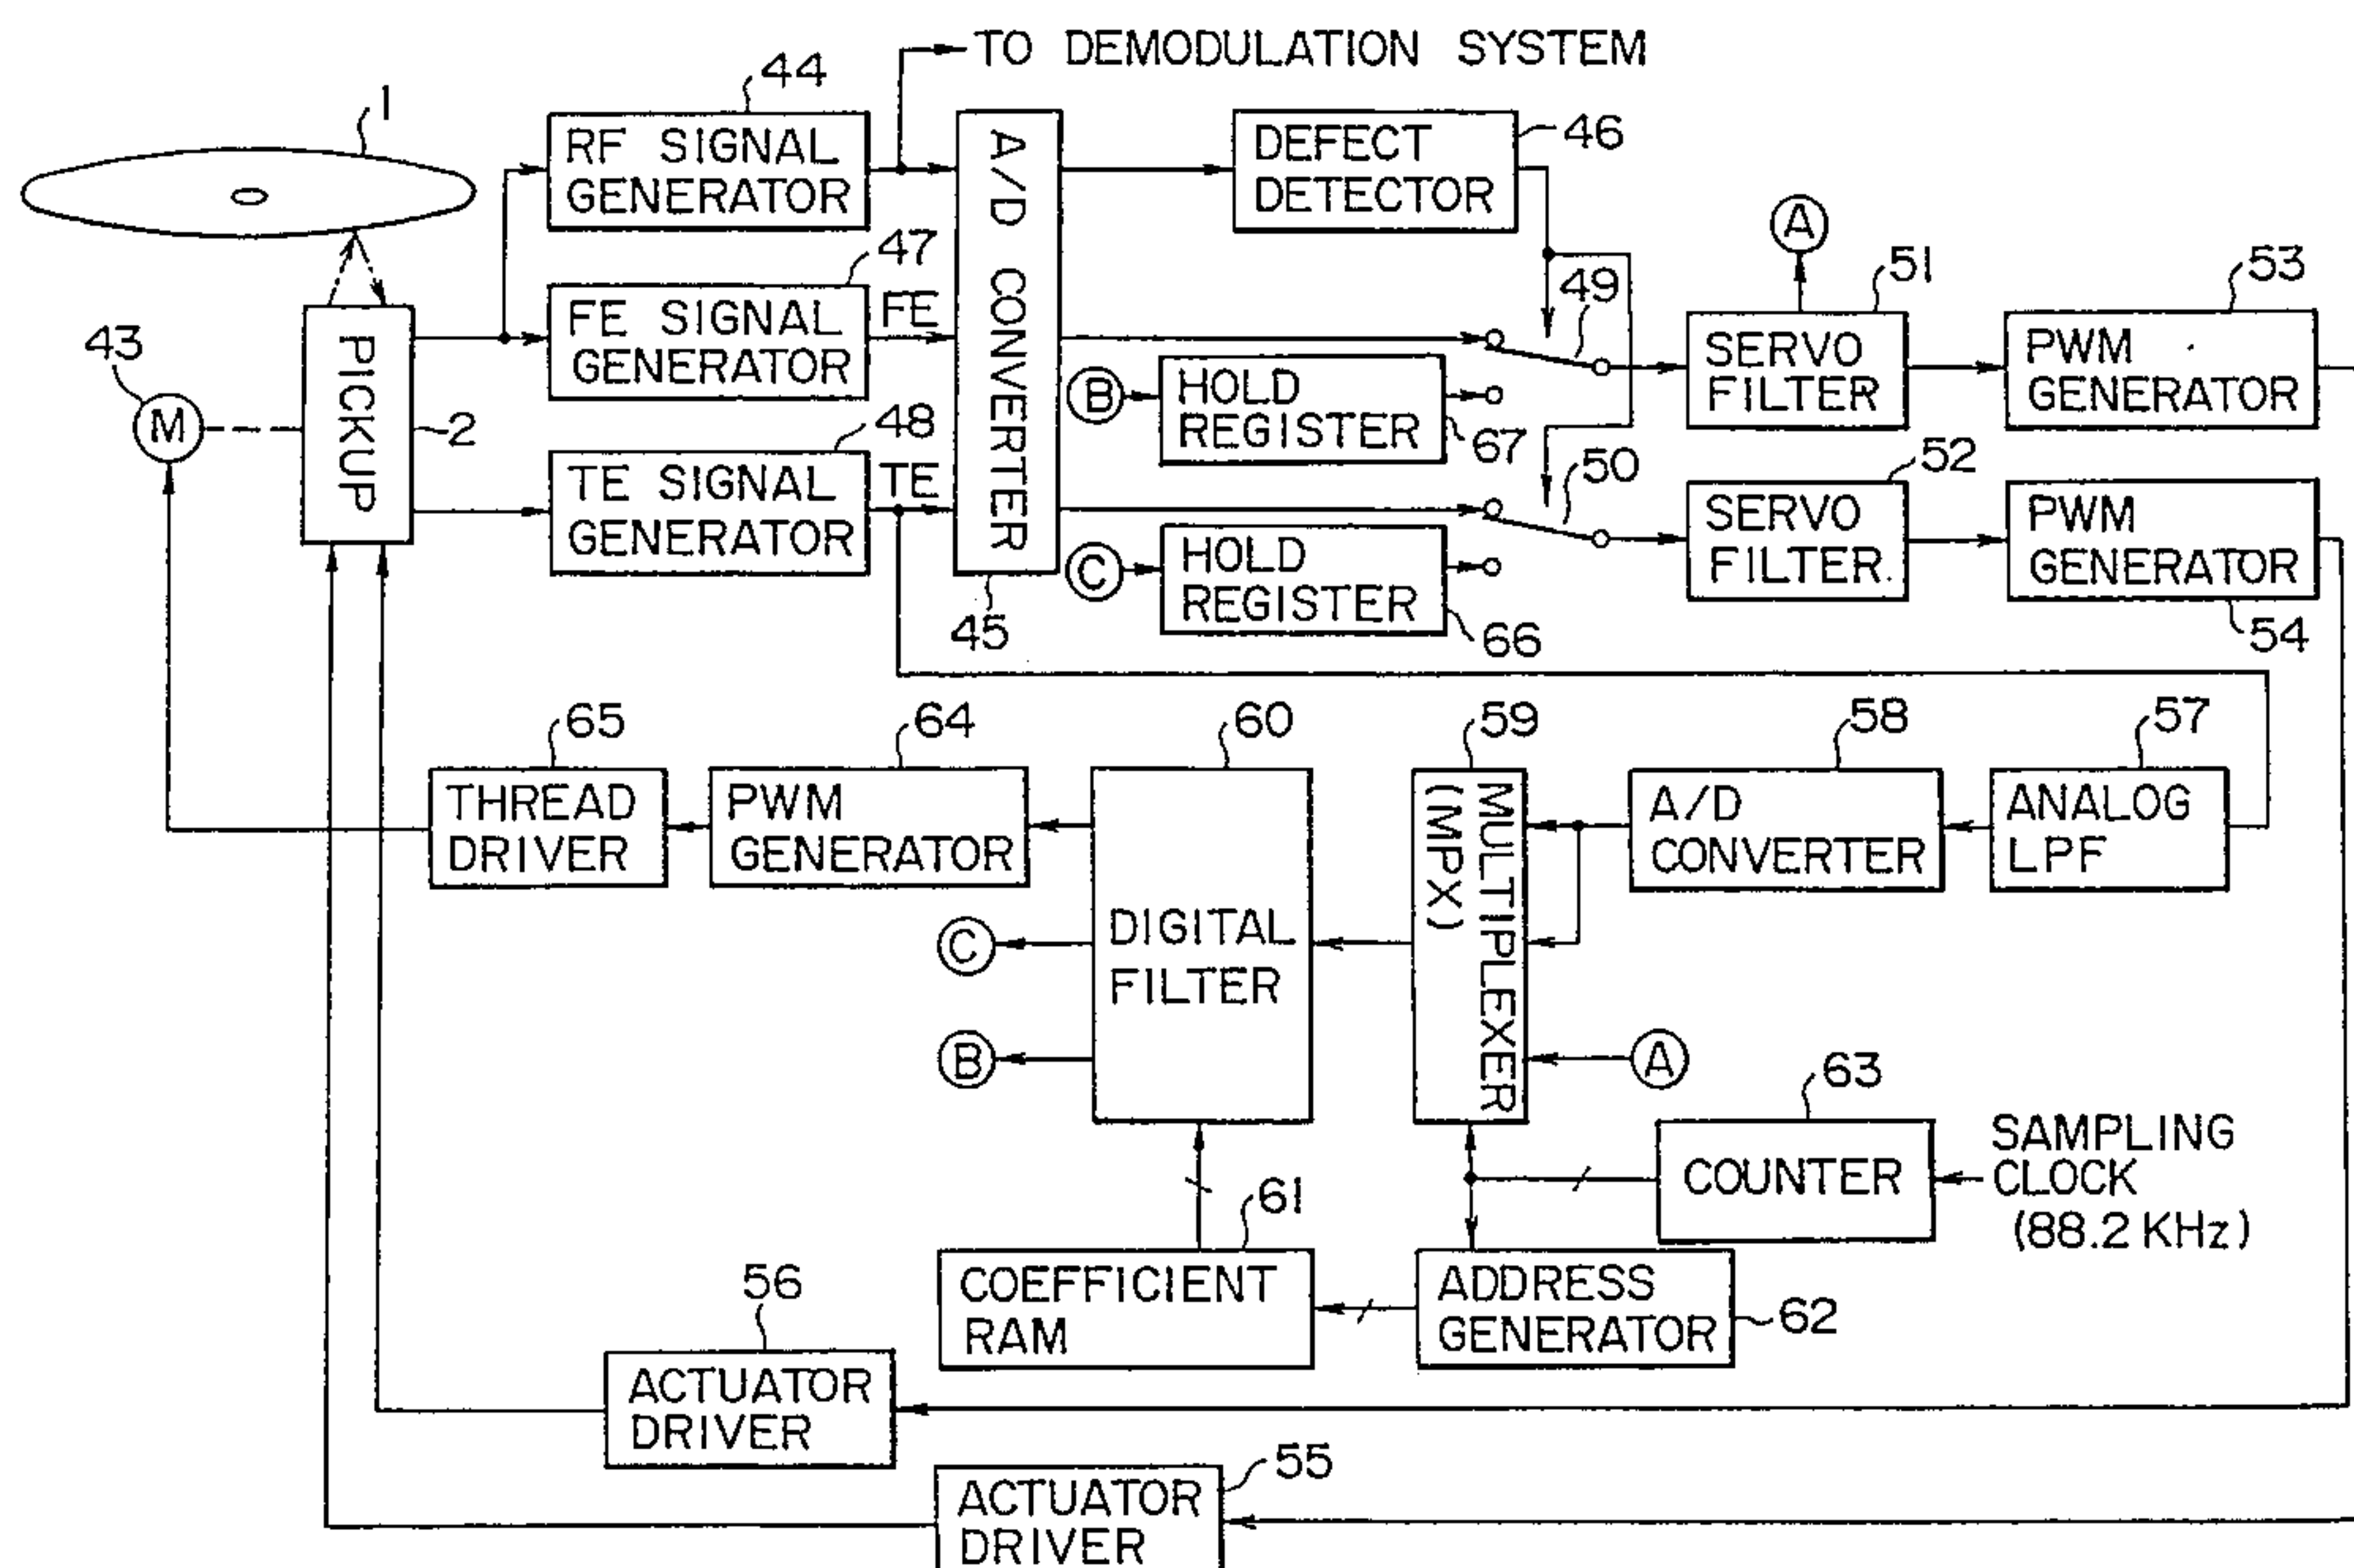 TO DEMODULATION SYSTEM
44
1
RF SIGNAL
GENERATOR
A/D CONVERTER
DEFECT
DETECTOR
46
A
47
51
53
FE SIGNAL
GENERATOR
FE
49
SERVO
FILTER
PWM
GENERATOR
43
M
PICKUP
2
B
HOLD
REGISTER
67
48
TE SIGNAL
GENERATOR
TE
50
52
SERVO
FILTER
PWM
GENERATOR
C
HOLD
REGISTER
66
45
54
65
64
60
59
58
57
THREAD
DRIVER
PWM
GENERATOR
DIGITAL
FILTER
MULTIPLEXER
(MPX)
A/D
CONVERTER
ANALOG
LPF
C
B
A
63
COUNTER
SAMPLING
CLOCK
(88.2 KHz)
61
COEFFICIENT
RAM
ADDRESS
GENERATOR
62
56
ACTUATOR
DRIVER
55
ACTUATOR
DRIVER